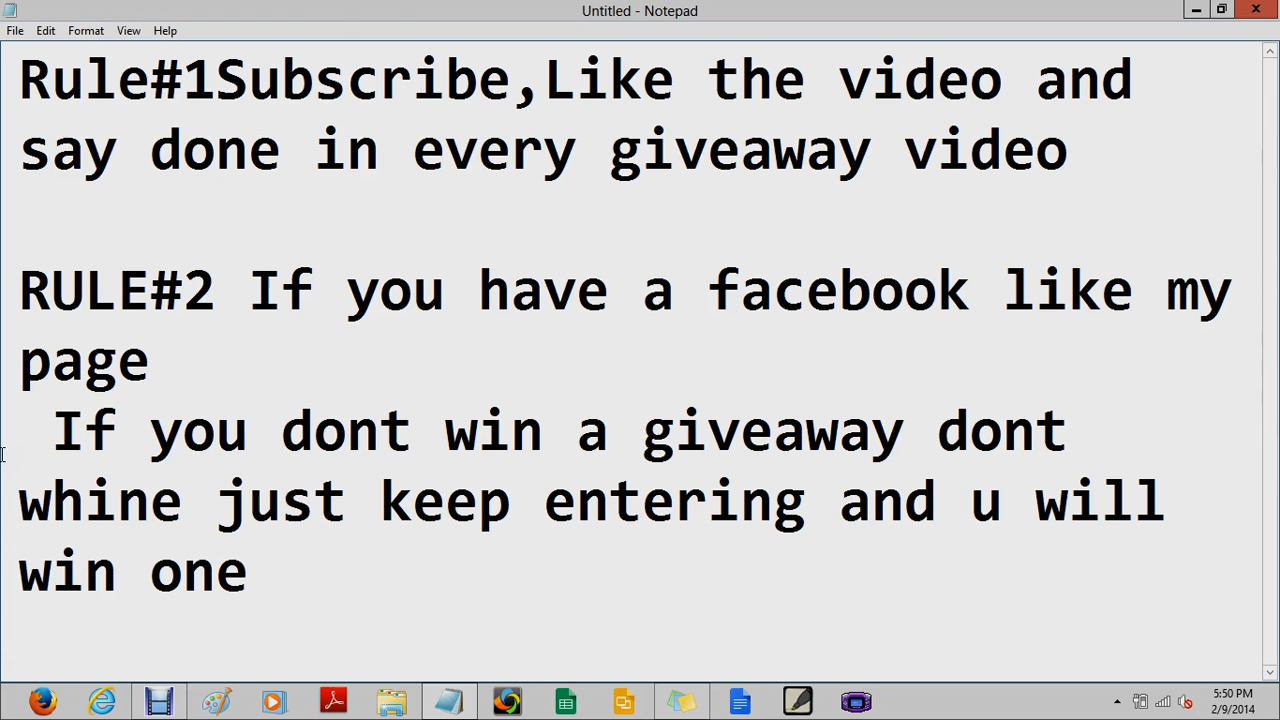 Untitled - Notepad
File Edit Format View Help
Rule#1Subscribe,Like the video and
say done in every giveaway video
RULE#2 If you have a facebook like my
page
If you dont win a giveaway dont
whine just keep entering and u will
win one
5:50 PM
2/9/2014